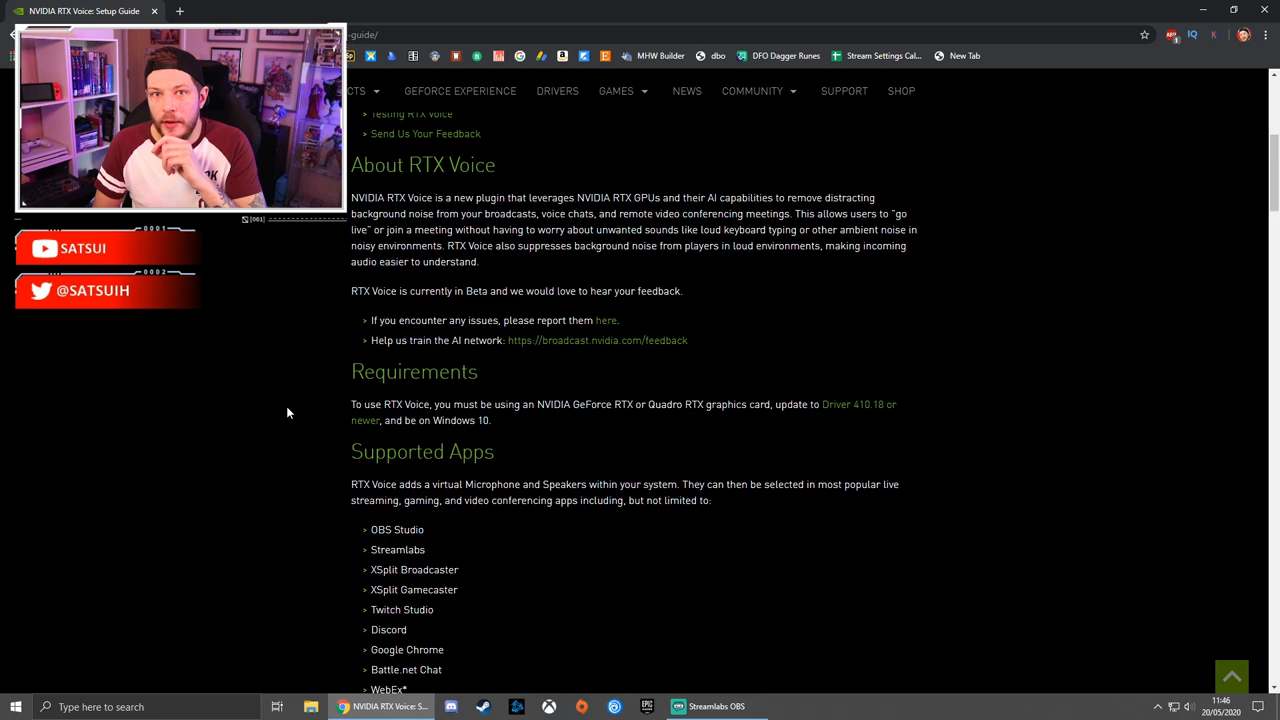 NVIDIA RTX Voice: Setup Guide
-guide/
MHW Builder
dbo
DFO Dagger Runes
Stream Settings Cal...
New Tab
CTS
GEFORCE EXPERIENCE
DRIVERS
GAMES
NEWS
COMMUNITY
SUPPORT
SHOP
> Testing RTX Voice
> Send Us Your Feedback
About RTX Voice
NVIDIA RTX Voice is a new plugin that leverages NVIDIA RTX GPUs and their AI capabilities to remove distracting
background noise from your broadcasts, voice chats, and remote video conferencing meetings. This allows users to "go
live" or join a meeting without having to worry about unwanted sounds like loud keyboard typing or other ambient noise in
noisy environments. RTX Voice also suppresses background noise from players in loud environments, making incoming
audio easier to understand.
RTX Voice is currently in Beta and we would love to hear your feedback.
> If you encounter any issues, please report them here.
> Help us train the AI network: https://broadcast.nvidia.com/feedback
Requirements
To use RTX Voice, you must be using an NVIDIA GeForce RTX or Quadro RTX graphics card, update to Driver 410.18 or
newer, and be on Windows 10.
Supported Apps
RTX Voice adds a virtual Microphone and Speakers within your system. They can then be selected in most popular live
streaming, gaming, and video conferencing apps including, but not limited to:
> OBS Studio
> Streamlabs
> XSplit Broadcaster
> XSplit Gamecaster
> Twitch Studio
> Discord
> Google Chrome
> Battle.net Chat
> WebEx*
[001]
0001
SATSUI
0002
@SATSUIH
Type here to search
NVIDIA RTX Voice: S...
Streamlabs OBS
11:46
20/05/2020